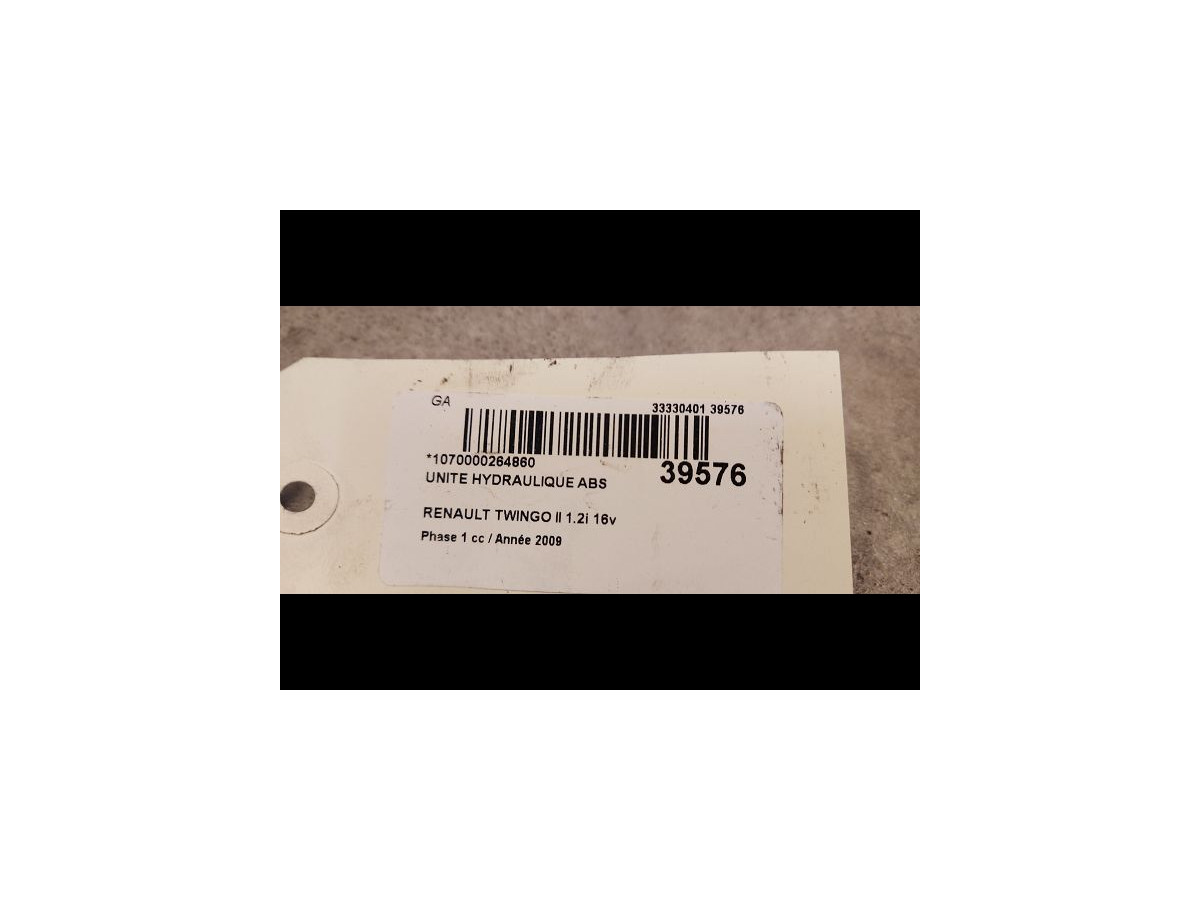 GA
33330401 39576
*1070000264860
39576
UNITE HYDRAULIQUE ABS
RENAULT TWINGO II 1.2i 16v
Phase 1 cc / Année 2009